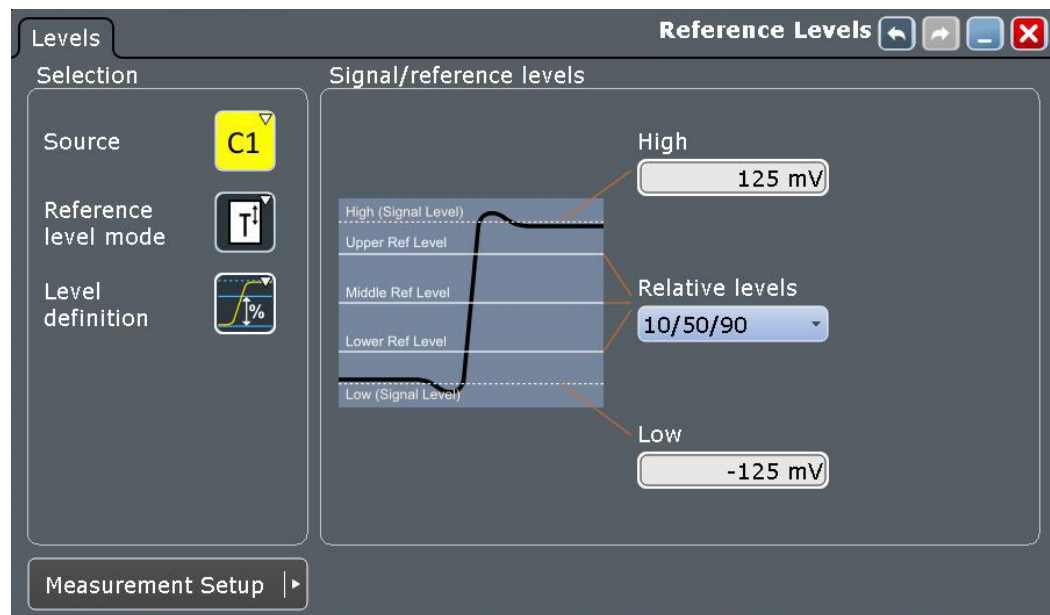 Levels
Reference Levels
Selection
Signal/reference levels
Source
C1
Reference
level mode
T
Level
definition
%
High (Signal Level)
Upper Ref Level
Middle Ref Level
Lower Ref Level
Low (Signal Level)
High
125 mV
Relative levels
10/50/90
Low
-125 mV
Measurement Setup